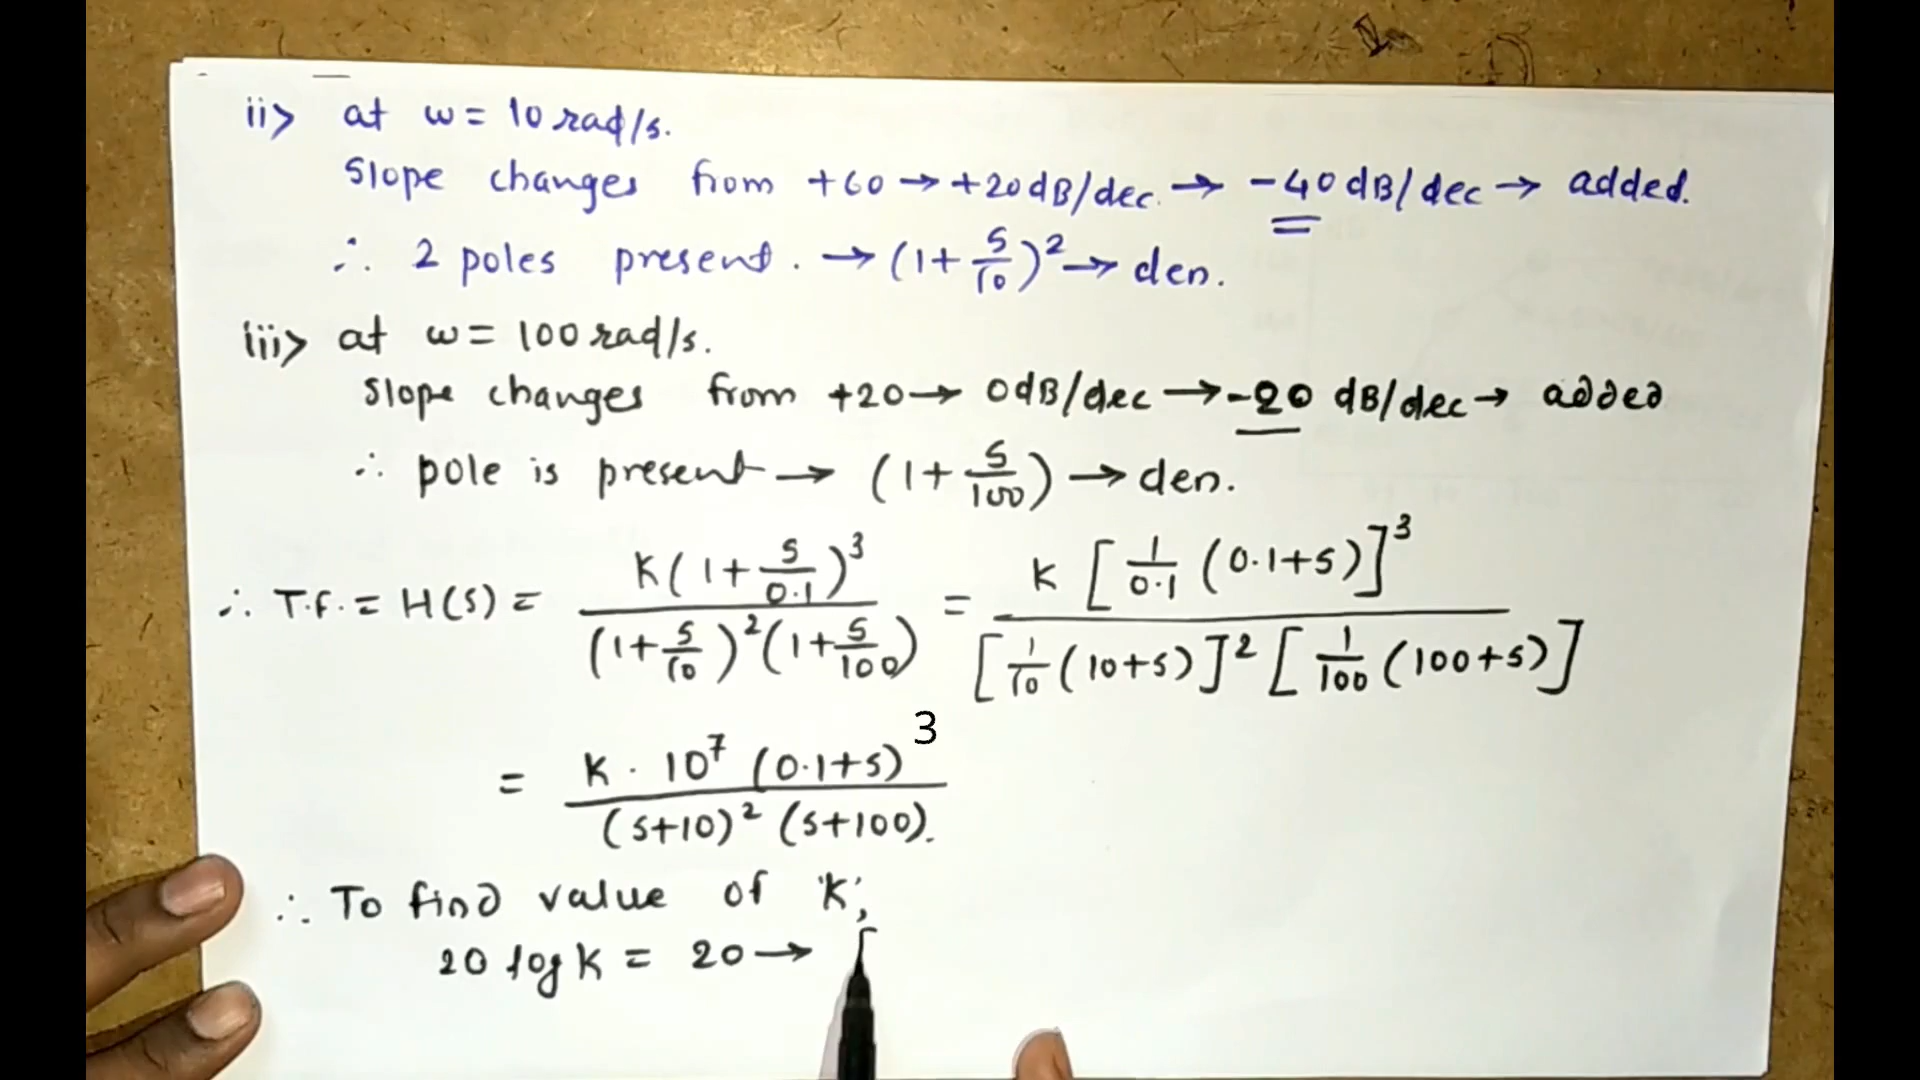 ii> at ω = 10 rad/s.
Slope changes from +60 → +20 dB/dec. → -40 dB/dec → added.
∴ 2 poles present. → (1 + s/10)² → den.
iii> at ω = 100 rad/s.
Slope changes from +20 → 0 dB/dec → -20 dB/dec → added
∴ pole is present → (1 + s/100) → den.
∴ T.F. = H(s) = K(1 + s/0.1)³ / (1 + s/10)² (1 + s/100) = K [1/0.1 (0.1+s)]³ / [1/10 (10+s)]² [1/100 (100+s)]
= K · 10⁷ (0.1+s)³ / (s+10)² (s+100).
∴ To find value of 'K',
20 log K = 20 → [